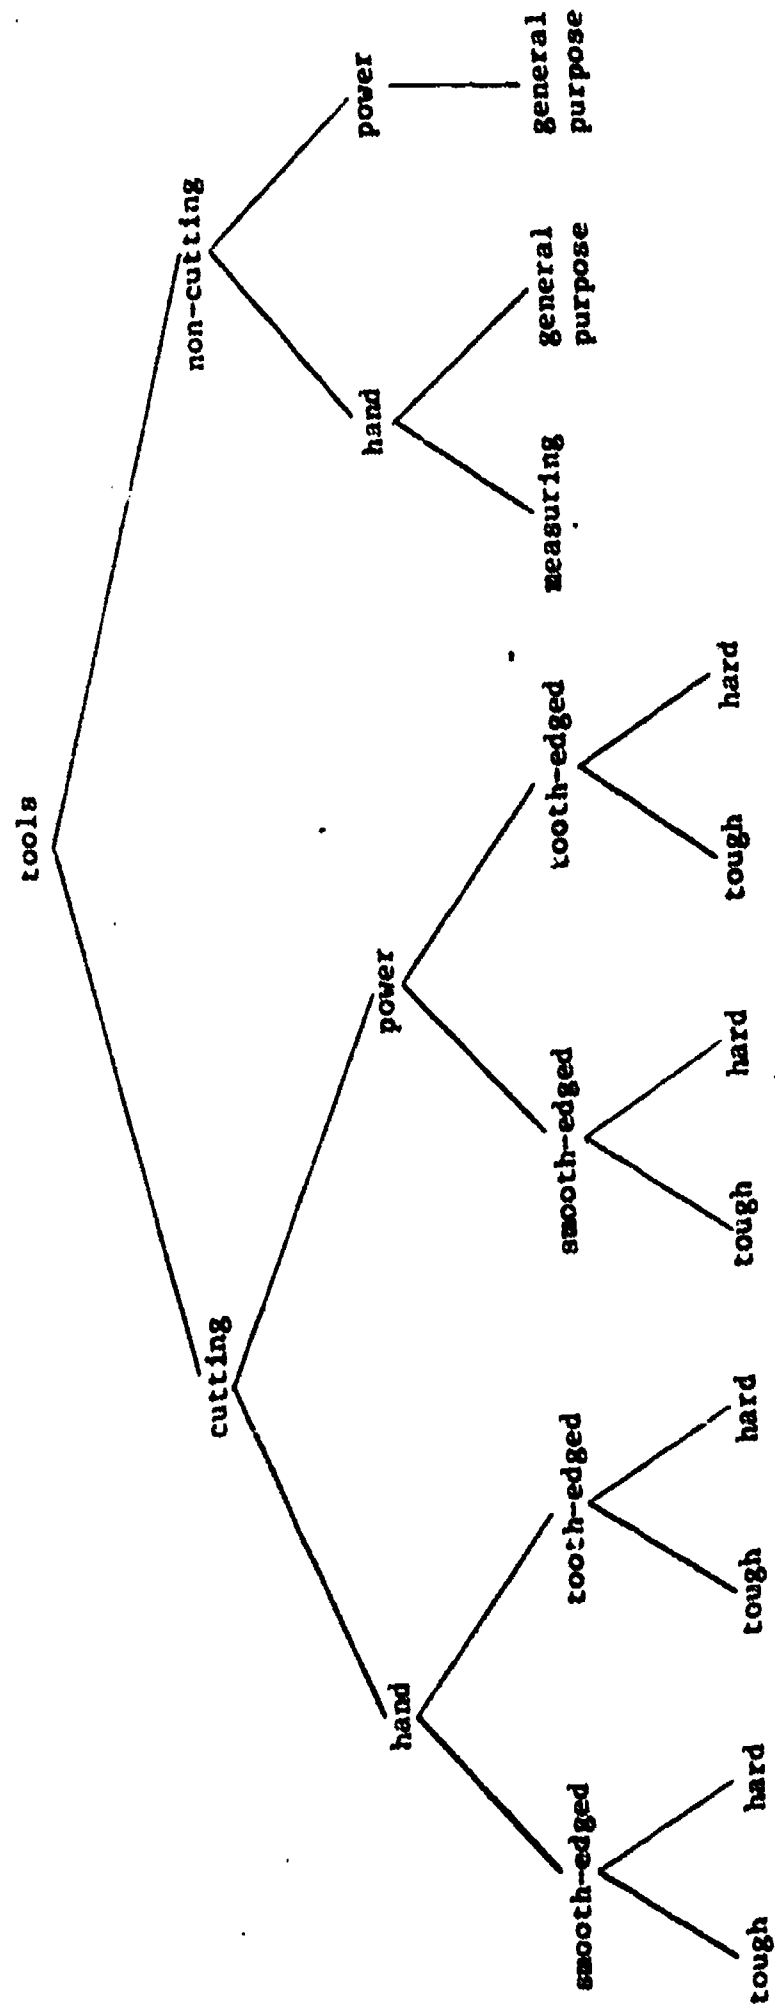 tools
cutting
non-cutting
hand
power
hand
power
smooth-edged
tooth-edged
smooth-edged
tooth-edged
measuring
general
purpose
general
purpose
tough
hard
tough
hard
tough
hard
tough
hard